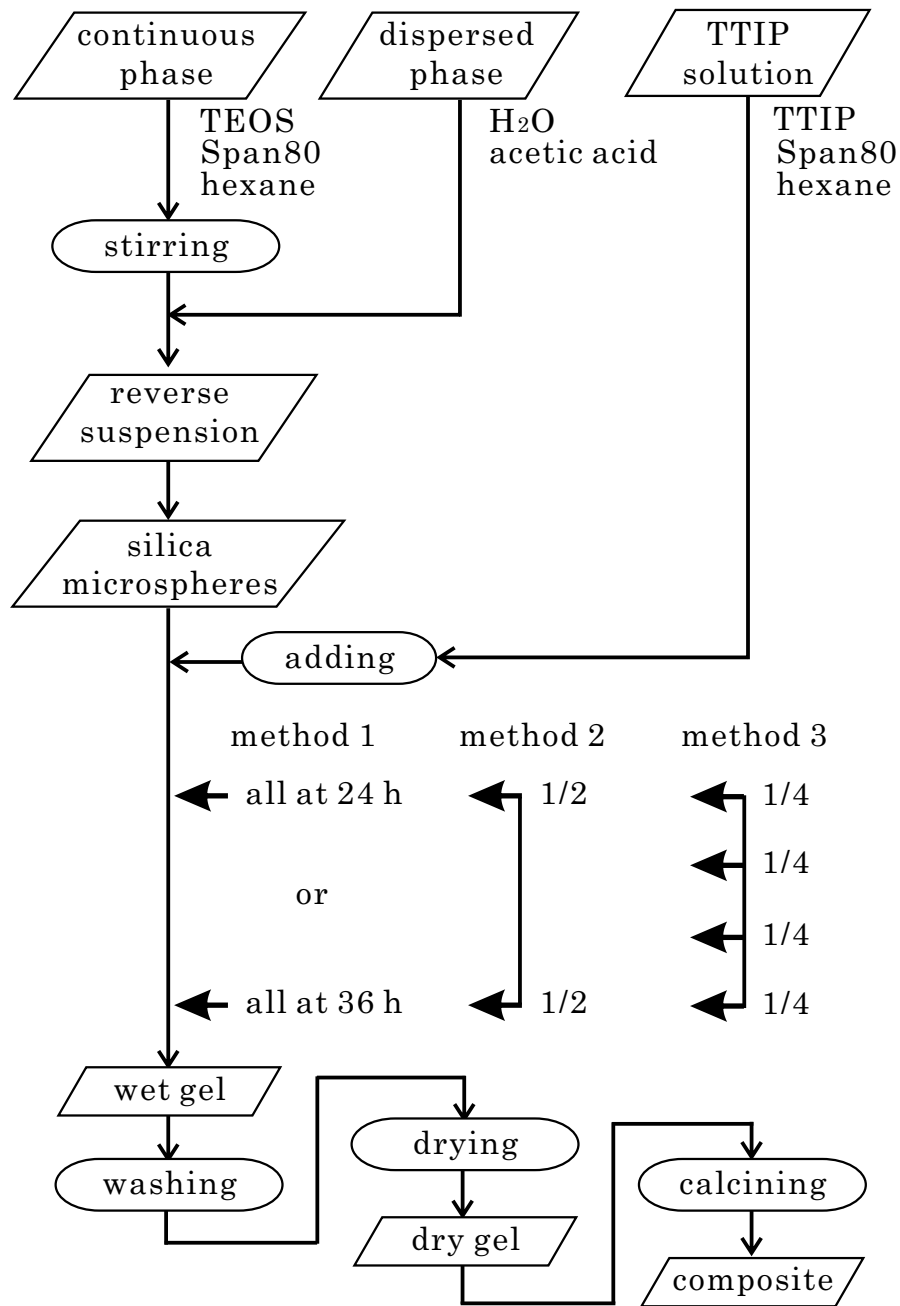 continuous
phase
dispersed
phase
TTIP
solution
TEOS
Span80
hexane
H2O
acetic acid
TTIP
Span80
hexane
stirring
reverse
suspension
silica
microspheres
adding
method 1
method 2
method 3
all at 24 h
1/2
1/4
1/4
or
1/4
all at 36 h
1/2
1/4
wet gel
washing
drying
dry gel
calcining
composite